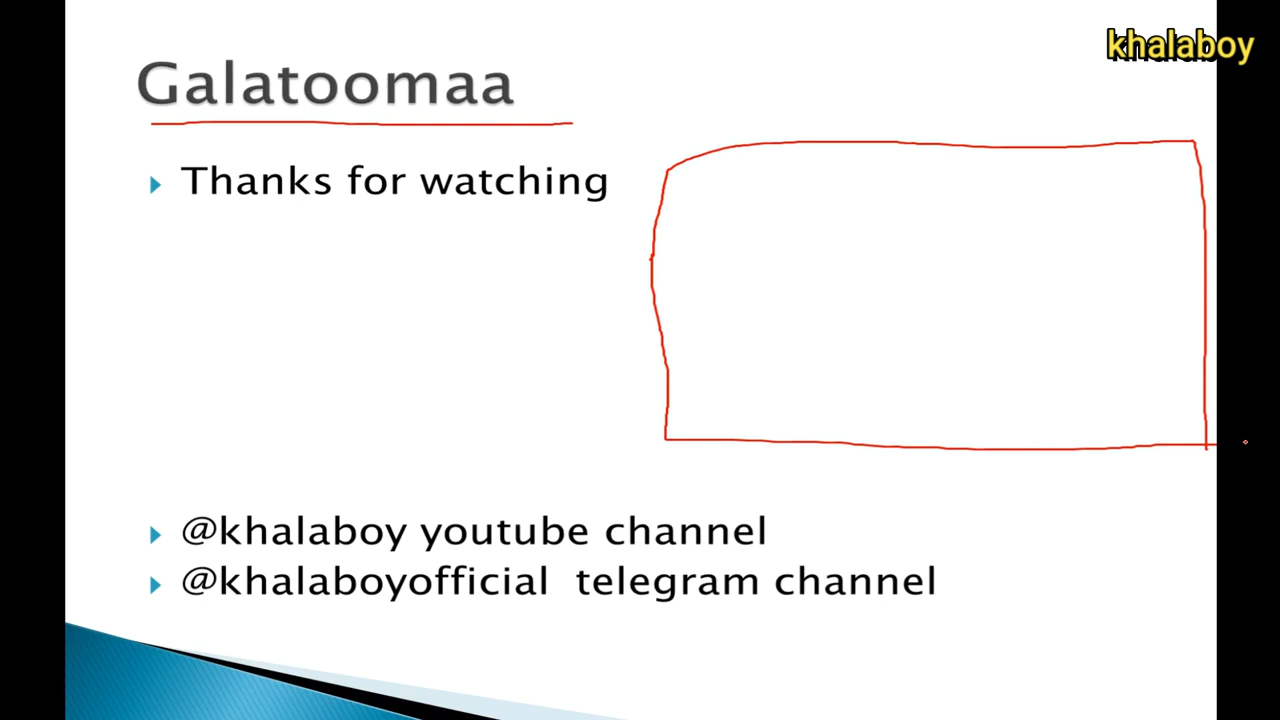 khalaboy
Galatoomaa
Thanks for watching
@khalaboy youtube channel
@khalaboyofficial telegram channel